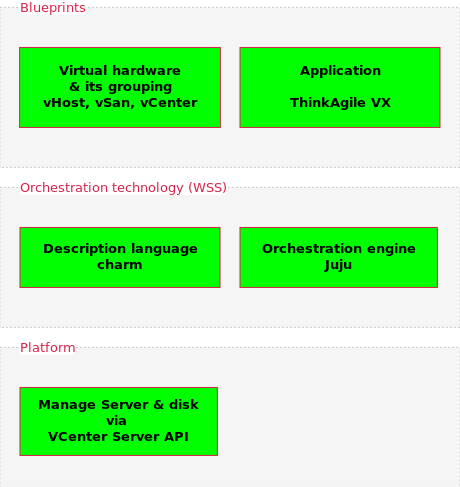 Blueprints
Virtual hardware
& its grouping
vHost, vSan, vCenter
Application
ThinkAgile VX
Orchestration technology (WSS)
Description language
charm
Orchestration engine
Juju
Platform
Manage Server & disk
via
VCenter Server API